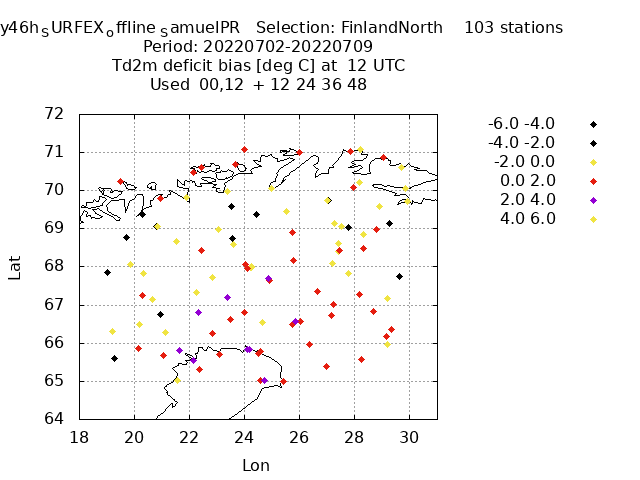 y46hSURFEXoffline SamuelPR Selection: FinlandNorth 103 stations
Period: 20220702-20220709
Td2m deficit bias [deg C] at 12 UTC
Used 00,12 + 12 24 36 48
72
71
70
69
68
67
66
65
64
18 20 22 24 26 28 30
Lat
Lon
-6.0 -4.0
-4.0 -2.0
-2.0 0.0
0.0 2.0
2.0 4.0
4.0 6.0